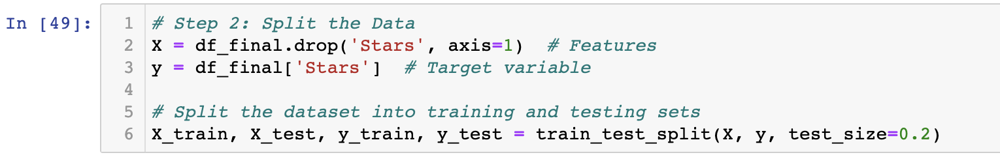 In [49]:
1 # Step 2: Split the Data
2 X = df_final.drop('Stars', axis=1)  # Features
3 y = df_final['Stars']  # Target variable
4
5 # Split the dataset into training and testing sets
6 X_train, X_test, y_train, y_test = train_test_split(X, y, test_size=0.2)